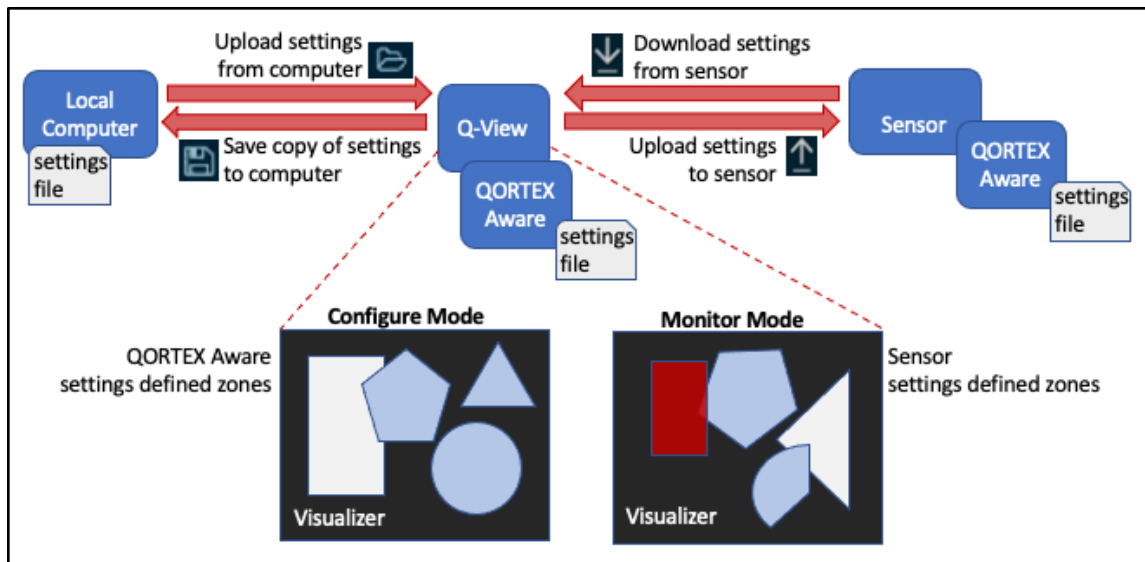 Upload settings
from computer
Download settings
from sensor
Local
Computer
settings
file
Q-View
Sensor
Save copy of settings
to computer
Upload settings
to sensor
QORTEX
Aware
settings
file
QORTEX
Aware
settings
file
Configure Mode
Monitor Mode
QORTEX Aware
settings defined zones
Sensor
settings defined zones
Visualizer
Visualizer